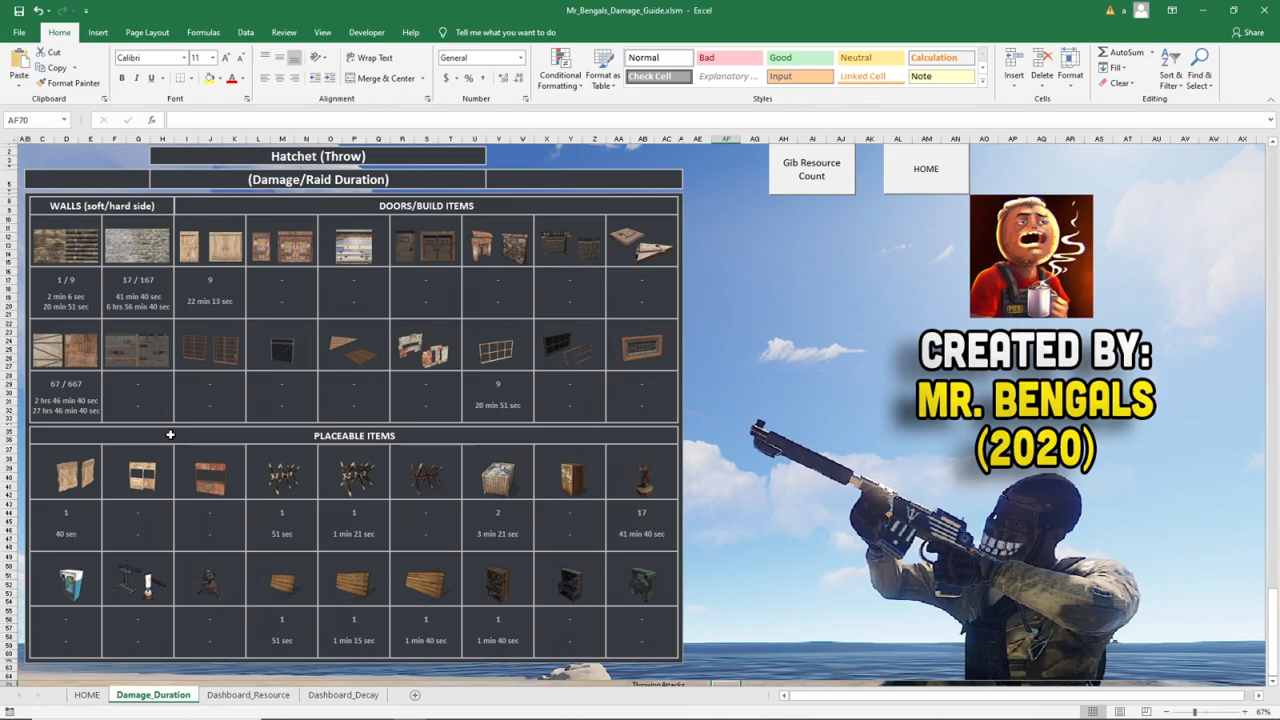 Mr_Bengals_Damage_Guide.xlsm - Excel
a
File Home Insert Page Layout Formulas Data Review View Developer Help Tell me what you want to do Share
Paste Cut Copy Format Painter
Calibri 11 Wrap Text Merge & Center General
Conditional Formatting Format as Table
Normal Bad Good Neutral Calculation
Check Cell Explanatory ... Input Linked Cell Note
Insert Delete Format
AutoSum Fill Clear Sort & Filter Find & Select
Clipboard Font Alignment Number Styles Cells Editing
AF70
Hatchet (Throw)
(Damage/Raid Duration)
Gib Resource Count
HOME
WALLS (soft/hard side) DOORS/BUILD ITEMS
1 / 9 17 / 167 9 - - - - - -
2 min 6 sec 41 min 40 sec 22 min 13 sec - - - - - -
20 min 51 sec 6 hrs 56 min 40 sec
67 / 667 - - - - - 9 - -
2 hrs 46 min 40 sec - - - - - 20 min 51 sec - -
27 hrs 46 min 40 sec
PLACEABLE ITEMS
1 - - 1 1 - 2 - 17
40 sec - - 51 sec 1 min 21 sec - 3 min 21 sec - 41 min 40 sec
- - - 1 1 1 1 - -
- - - 51 sec 1 min 15 sec 1 min 40 sec 1 min 40 sec - -
CREATED BY:
MR. BENGALS
(2020)
Throwing Attacks
HOME Damage_Duration Dashboard_Resource Dashboard_Decay
67%